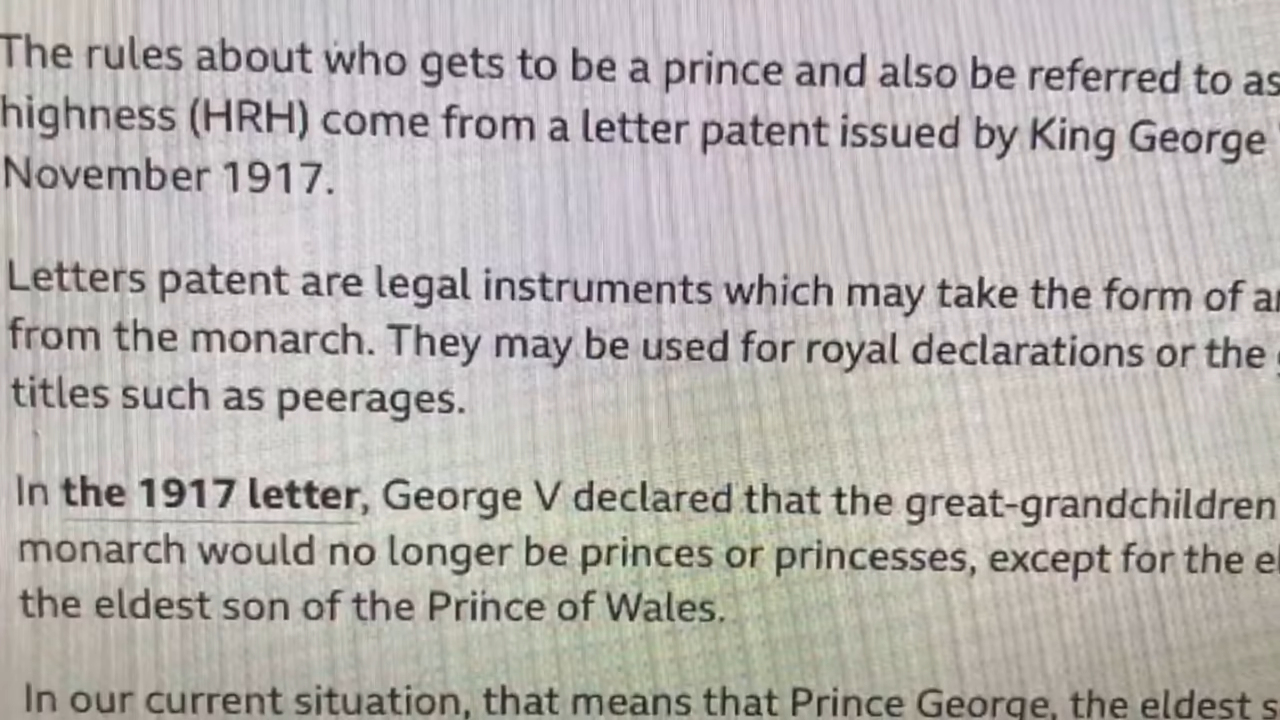 The rules about who gets to be a prince and also be referred to as
highness (HRH) come from a letter patent issued by King George
November 1917.
Letters patent are legal instruments which may take the form of
from the monarch. They may be used for royal declarations or the
titles such as peerages.
In the 1917 letter, George V declared that the great-grandchildren
monarch would no longer be princes or princesses, except for the
the eldest son of the Prince of Wales.
In our current situation, that means that Prince George, the eldest